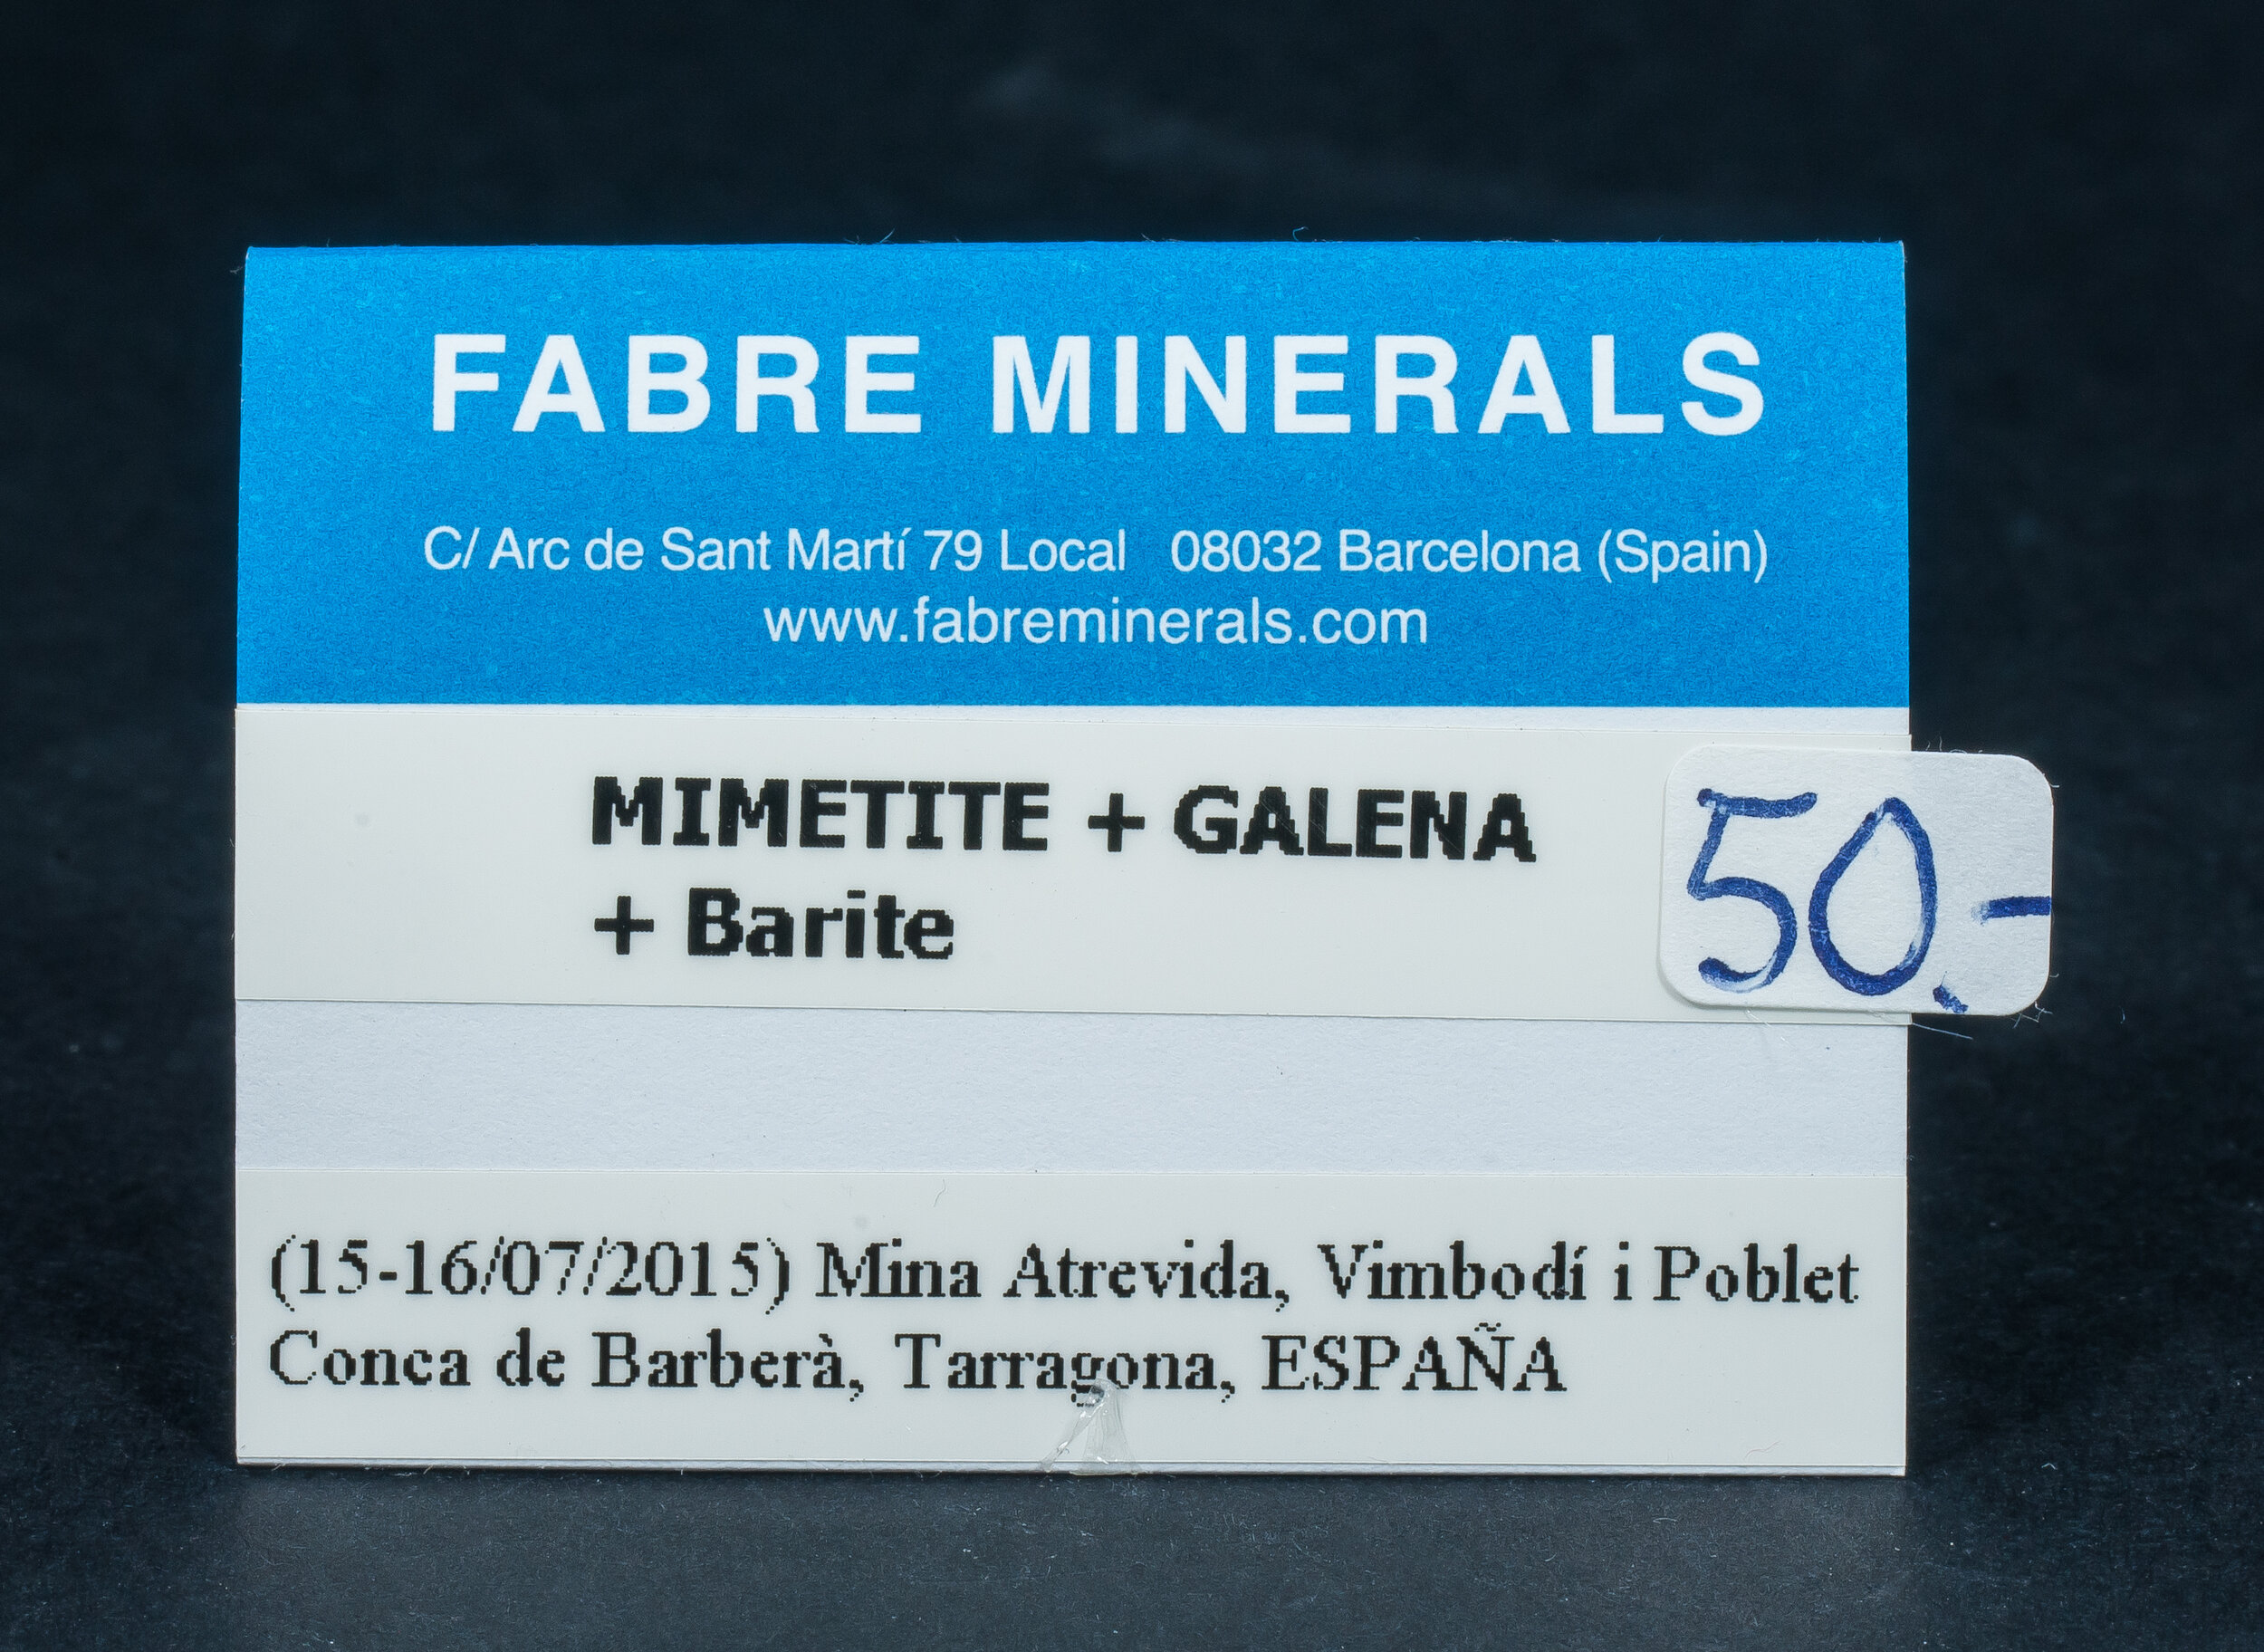 FABRE MINERALS
C/ Arc de Sant Martí 79 Local 08032 Barcelona (Spain)
www.fabreminerals.com
MIMETITE + GALENA
+ Barite
50.-
(15-16/07/2015) Mina Atrevida, Vimbodí i Poblet
Conca de Barberà, Tarragona, ESPAÑA